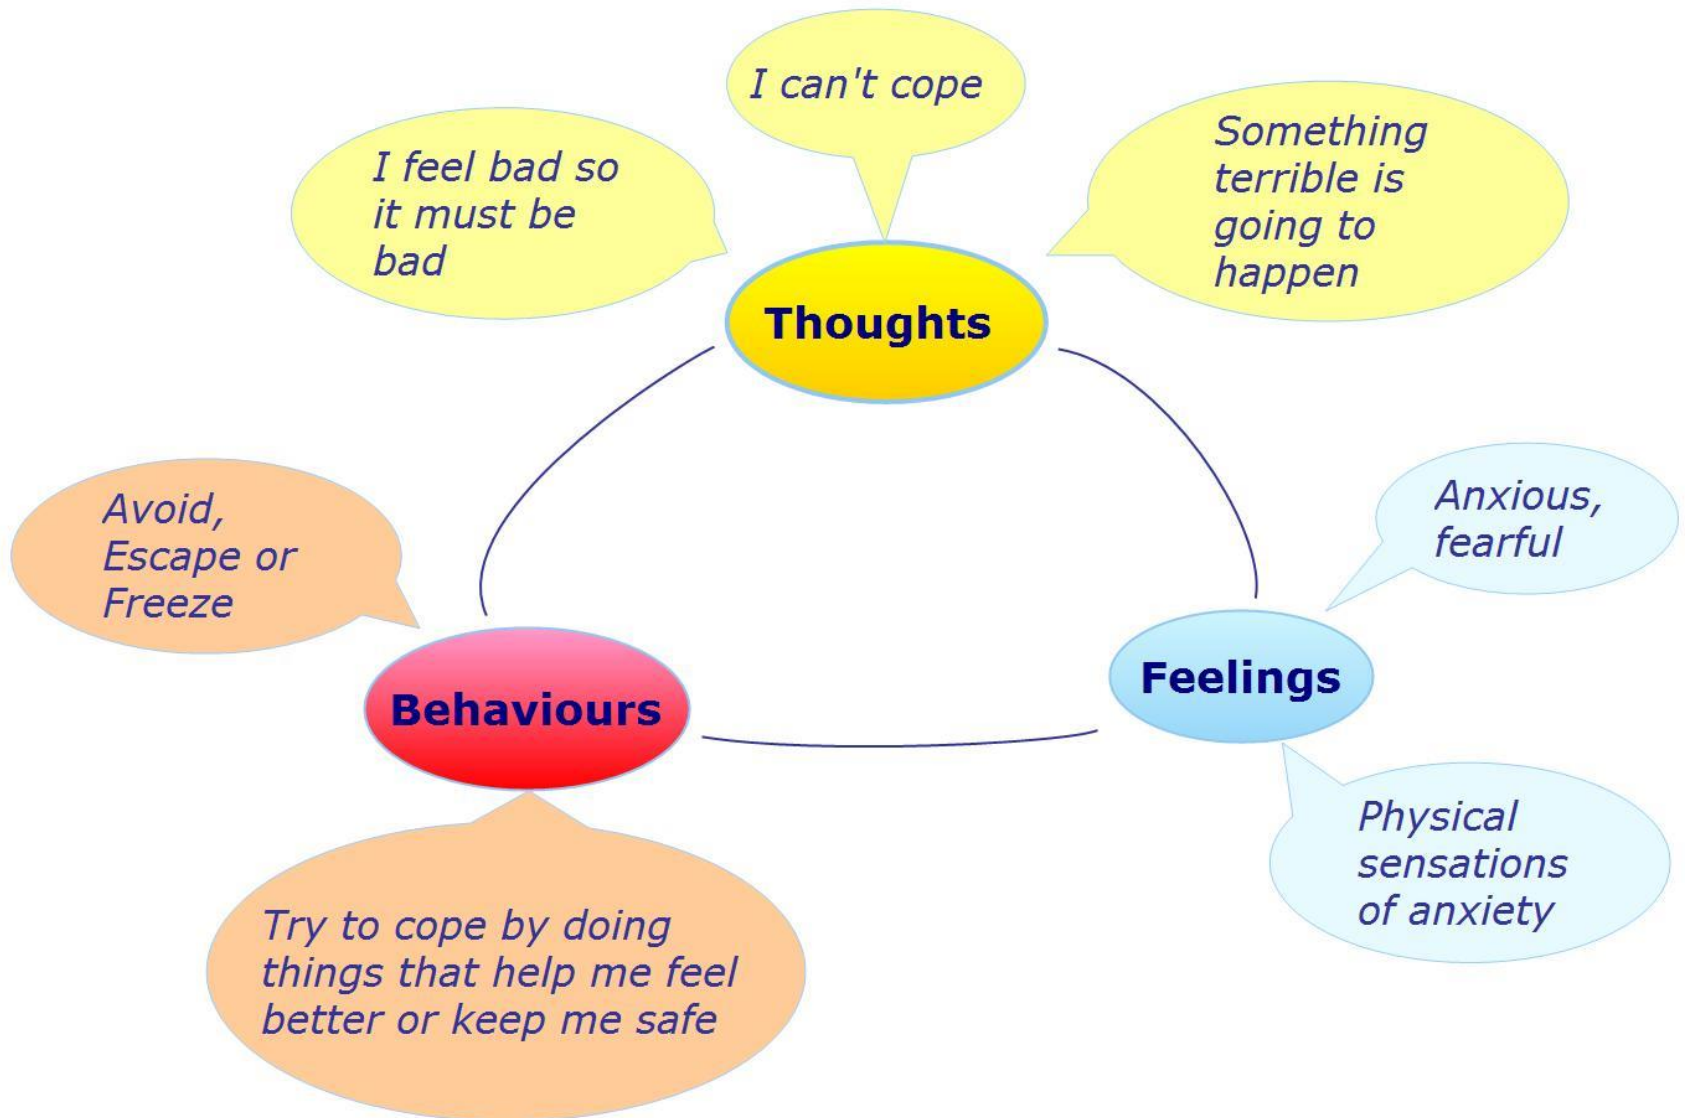 I can't cope
I feel bad so
it must be
bad
Something
terrible is
going to
happen
Thoughts
Avoid,
Escape or
Freeze
Anxious,
fearful
Behaviours
Feelings
Try to cope by doing
things that help me feel
better or keep me safe
Physical
sensations
of anxiety